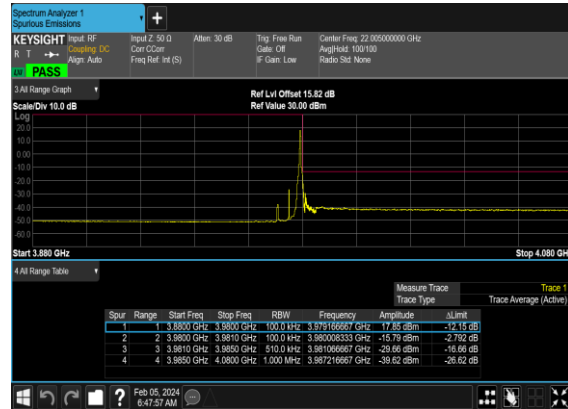 Spectrum Analyzer 1
Spurious Emissions
+
KEYSIGHT Input: RF Input Z: 50 Ω Atten: 30 dB Trig: Free Run Center Freq: 22.005000000 GHz
R T Coupling: DC Corr CCorr Gate: Off Avg|Hold: 100/100
Align: Auto Freq Ref: Int (S) IF Gain: Low Radio Std: None
LW PASS
3 All Range Graph
Ref Lvl Offset 15.82 dB
Scale/Div 10.0 dB Ref Value 30.00 dBm
Log
20.0
10.0
0.00
-10.0
-20.0
-30.0
-40.0
-50.0
-60.0
Start 3.880 GHz Stop 4.080 GH
4 All Range Table
Measure Trace Trace 1
Trace Type Trace Average (Active)
Spur Range Start Freq Stop Freq RBW Frequency Amplitude ΔLimit
1 1 3.8800 GHz 3.9800 GHz 100.0 kHz 3.979166667 GHz 17.85 dBm -12.15 dB
2 2 3.9800 GHz 3.9810 GHz 100.0 kHz 3.980008333 GHz -15.79 dBm -2.792 dB
3 3 3.9810 GHz 3.9850 GHz 510.0 kHz 3.981066667 GHz -29.66 dBm -16.66 dB
4 4 3.9850 GHz 4.0800 GHz 1.000 MHz 3.987216667 GHz -39.62 dBm -26.62 dB
? Feb 05, 2024
6:47:57 AM